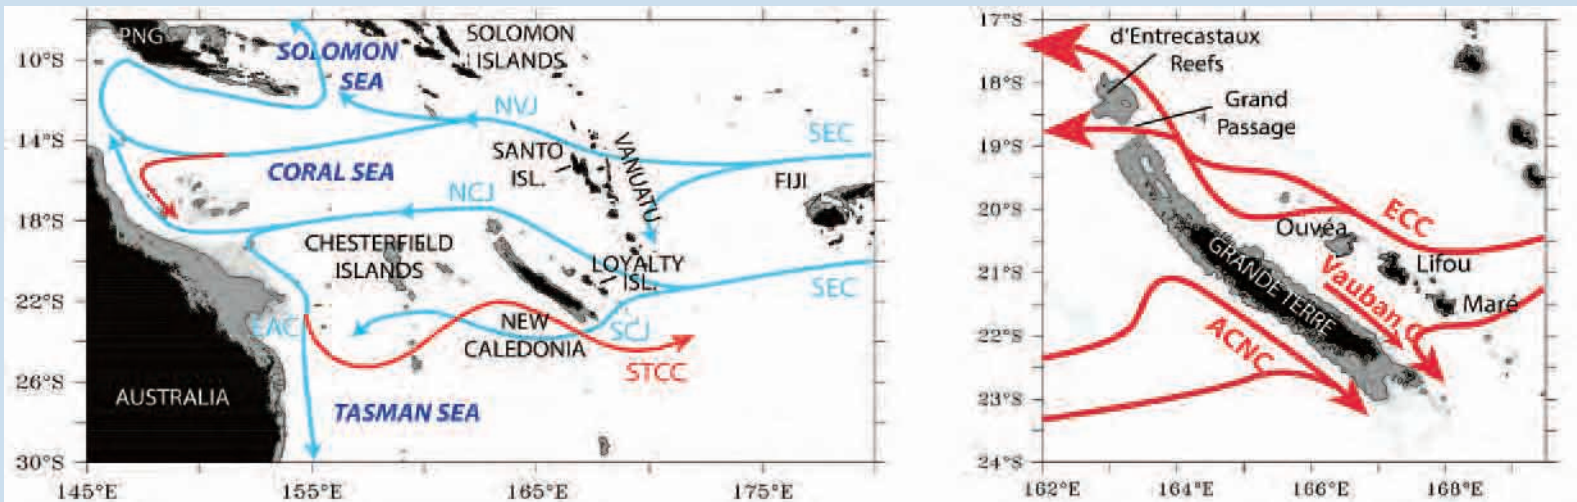 10°S
14°S
18°S
22°S
26°S
30°S
145°E
155°E
165°E
175°E
PNG
SOLOMON
SEA
SOLOMON
ISLANDS
NVJ
SEC
SANTO
ISL.
VANUATU
FIJI
CORAL SEA
NCJ
CHESTERFIELD
ISLANDS
LOYALTY
ISL.
SEC
EAC
NEW
CALEDONIA
SCJ
STCC
AUSTRALIA
TASMAN SEA
17°S
18°S
19°S
20°S
21°S
22°S
23°S
24°S
162°E
164°E
166°E
168°E
d'Entrecastaux
Reefs
Grand
Passage
ECC
Ouvéa
GRANDE TERRE
Lifou
Vauban C
Maré
ACNC